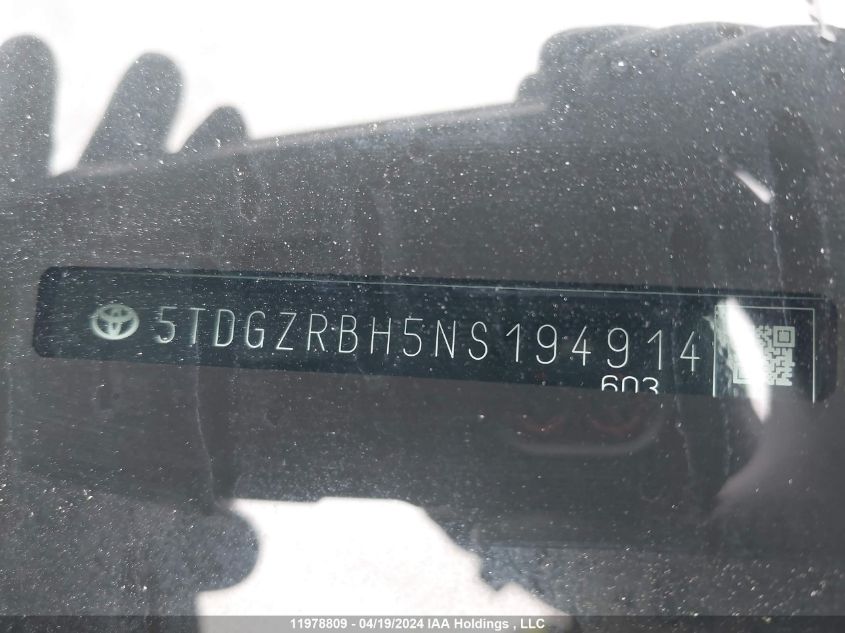 5TDGZRBH5NS194914
603
11978809 - 04/19/2024 IAA Holdings , LLC